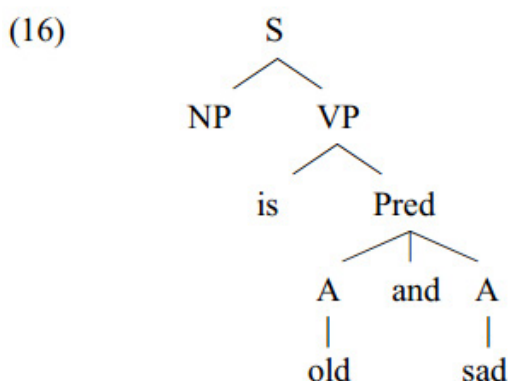 (16) S
NP VP
is Pred
A and A
old sad